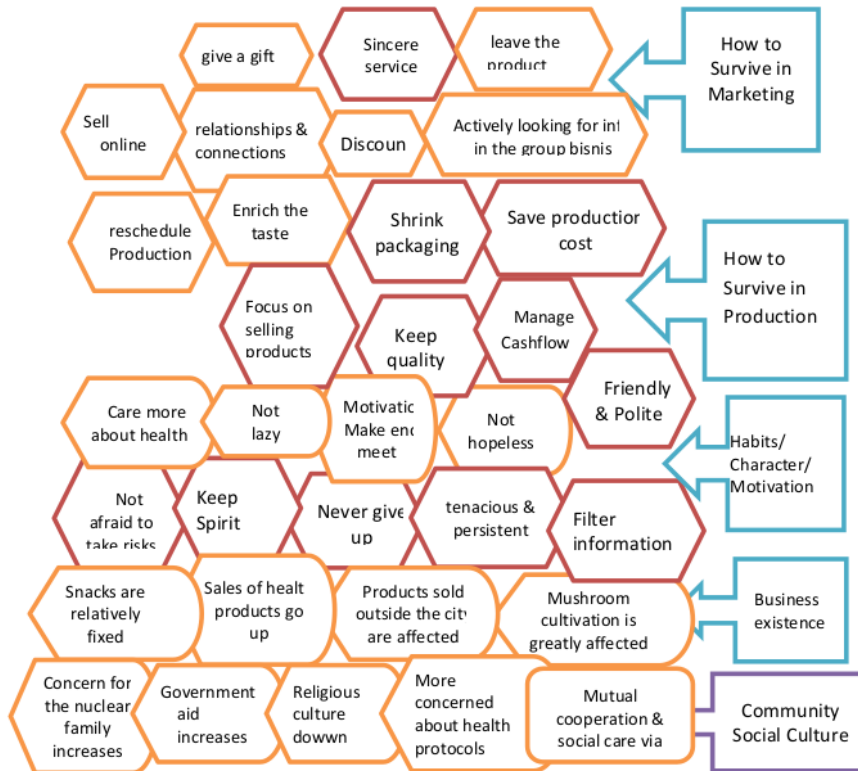 give a gift
Sincere
service
leave the
product
How to
Survive in
Marketing
Sell
online
relationships &
connections
Discoun
Actively looking for inf
in the group bisnis
reschedule
Production
Enrich the
taste
Shrink
packaging
Save production
cost
How to
Survive in
Production
Focus on
selling
products
Keep
quality
Manage
Cashflow
Friendly
& Polite
Care more
about health
Not
lazy
Motivatic
Make end
meet
Not
hopeless
Habits/
Character/
Motivation
Not
afraid to
take risks
Keep
Spirit
Never give
up
tenacious &
persistent
Filter
information
Snacks are
relatively
fixed
Sales of healt
products go
up
Products sold
outside the city
are affected
Mushroom
cultivation is
greatly affected
Business
existence
Concern for
the nuclear
family
increases
Government
aid
increases
Religious
culture
dowwn
More
concerned
about health
protocols
Mutual
cooperation &
social care via
Community
Social Culture